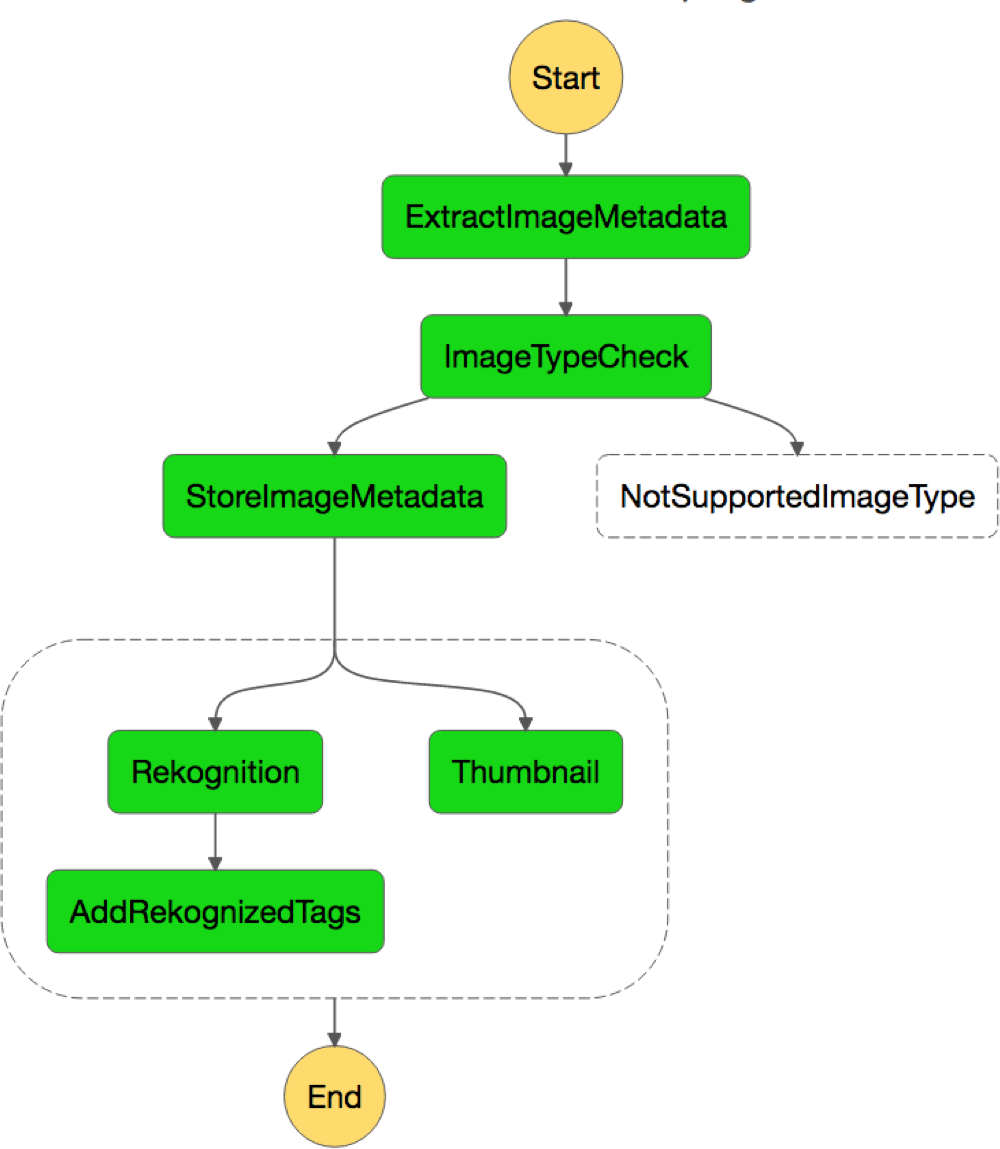 Start
ExtractImageMetadata
ImageTypeCheck
StoreImageMetadata
NotSupportedImageType
Rekognition
Thumbnail
AddRekognizedTags
End